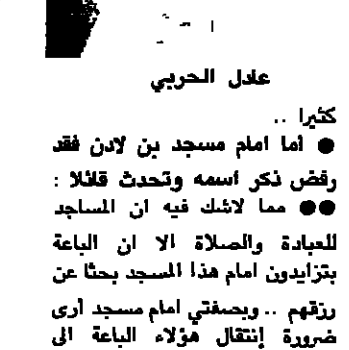 عادل الحربي
كثيرا ..
● أما امام مسجد بن لادن فقد
رفض ذكر اسمه وتحدث قائلا :
●● مما لاشك فيه ان المساجد
للعبادة والصلاة الا ان الباعة
يتزايدون امام هذا المسجد بحثا عن
رزقهم .. وبصفتي امام مسجد أرى
ضرورة إنتقال هؤلاء الباعة الى